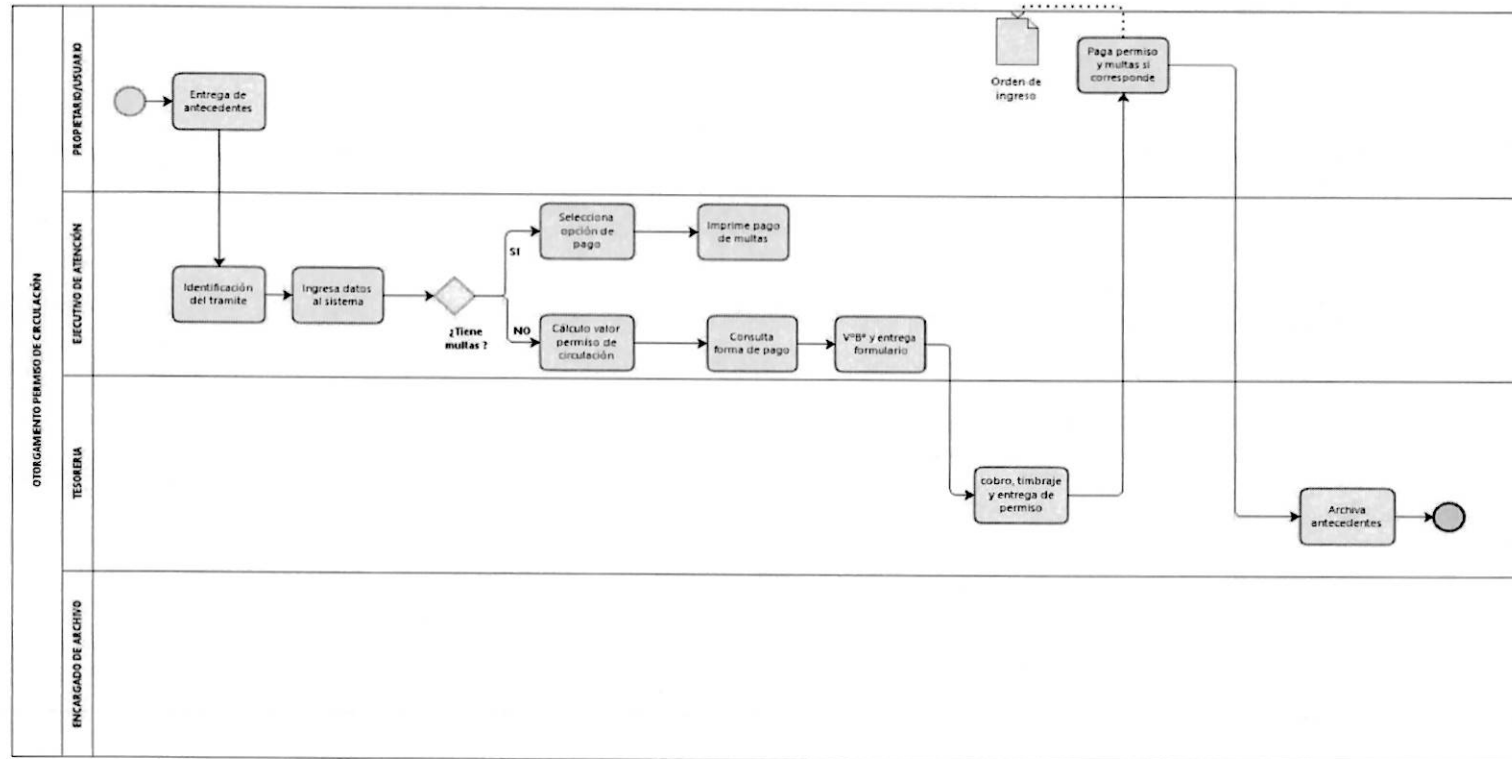 OTORGAMENTO PERMISO DE CIRCULACIÓN
PROPIETARIO/USUARIO
Entrega de
antecedentes
Orden de
ingreso
Paga permiso
y multas si
corresponde
EJECUTIVO DE ATENCIÓN
Identificación
del tramite
Ingresa datos
al sistema
¿Tiene
multas ?
SI
Selecciona
opción de
pago
Imprime pago
de multas
NO
Cálculo valor
permiso de
circulación
Consulta
forma de pago
V°B° y entrega
formulario
TESORERIA
cobro, timbraje
y entrega de
permiso
Archiva
antecedentes
ENCARGADO DE ARCHIVO